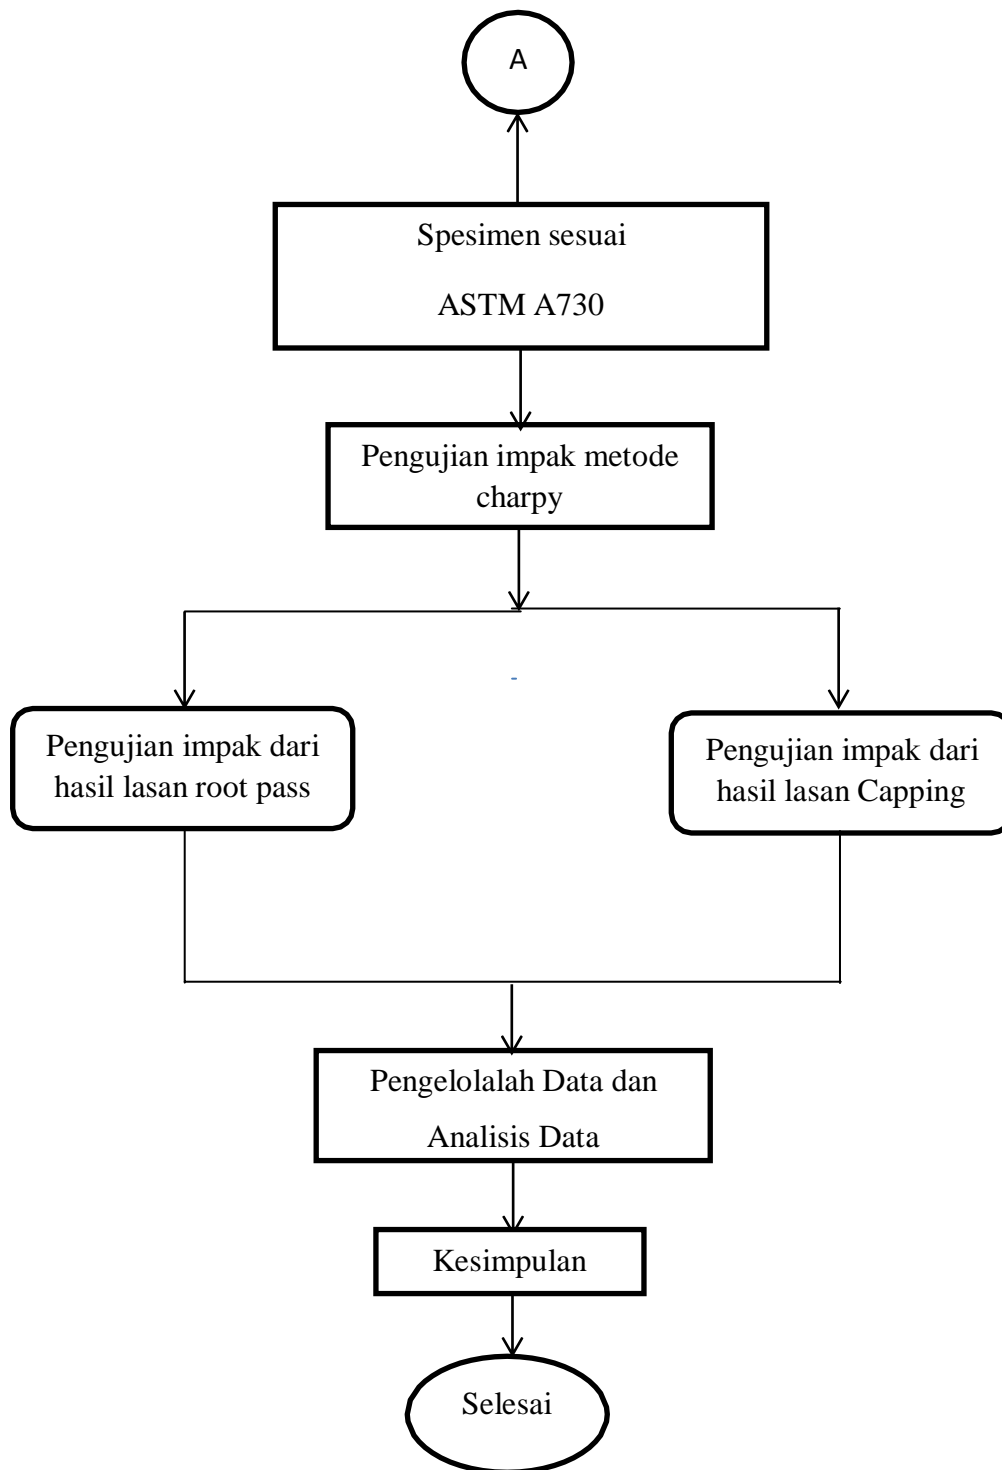 A
Spesimen sesuai
ASTM A730
Pengujian impak metode
charpy
Pengujian impak dari
hasil lasan root pass
Pengujian impak dari
hasil lasan Capping
Pengelolalah Data dan
Analisis Data
Kesimpulan
Selesai